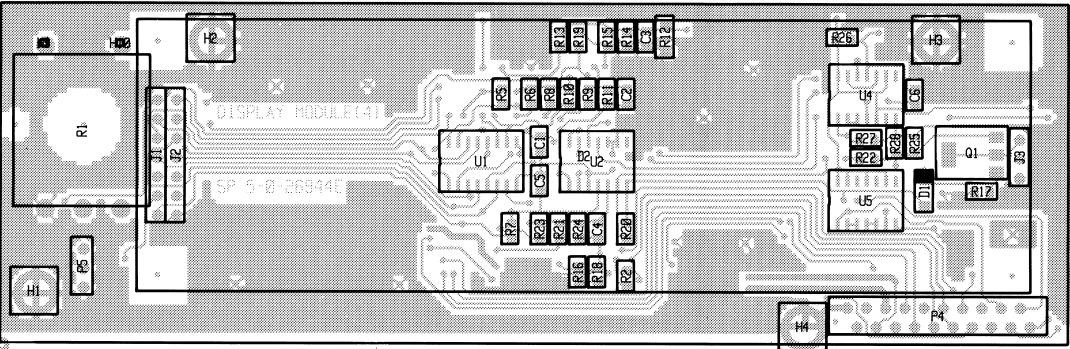 H2
R13
R19
R15
R14
C3
R12
R26
H3
R5
R6
R8
R10
R9
R11
C2
U4
C6
DISPLAY MODULE(4)
R1
J1
J2
U1
C1
D2
U2
R27
R28
R25
Q1
J3
R22
SP 5-0-26944E
C5
U5
D1
R17
R7
R23
R21
R24
C4
R20
P5
R16
R18
R2
H1
P4
H4